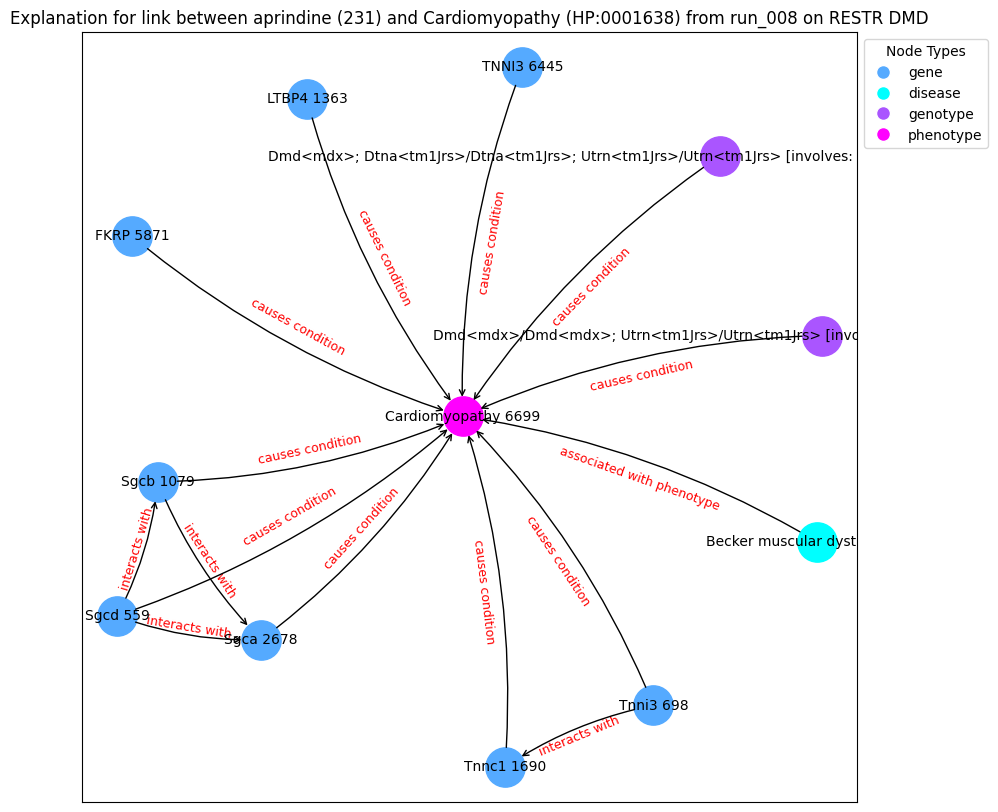 Explanation for link between aprindine (231) and Cardiomyopathy (HP:0001638) from run_008 on RESTR DMD
Node Types
gene
disease
genotype
phenotype
TNNI3 6445
LTBP4 1363
Dmd<mdx>; Dtna<tm1Jrs>/Dtna<tm1Jrs>; Utrn<tm1Jrs>/Utrn<tm1Jrs> [involves:
FKRP 5871
causes condition
causes condition
causes condition
causes condition
Dmd<mdx>/Dmd<mdx>; Utrn<tm1Jrs>/Utrn<tm1Jrs> [invo
causes condition
Cardiomyopathy 6699
causes condition
associated with phenotype
Sgcb 1079
causes condition
causes condition
interacts with
interacts with
causes condition
causes condition
Becker muscular dyst
Sgcd 559
interacts with
Sgca 2678
Tnni3 698
interacts with
Tnnc1 1690